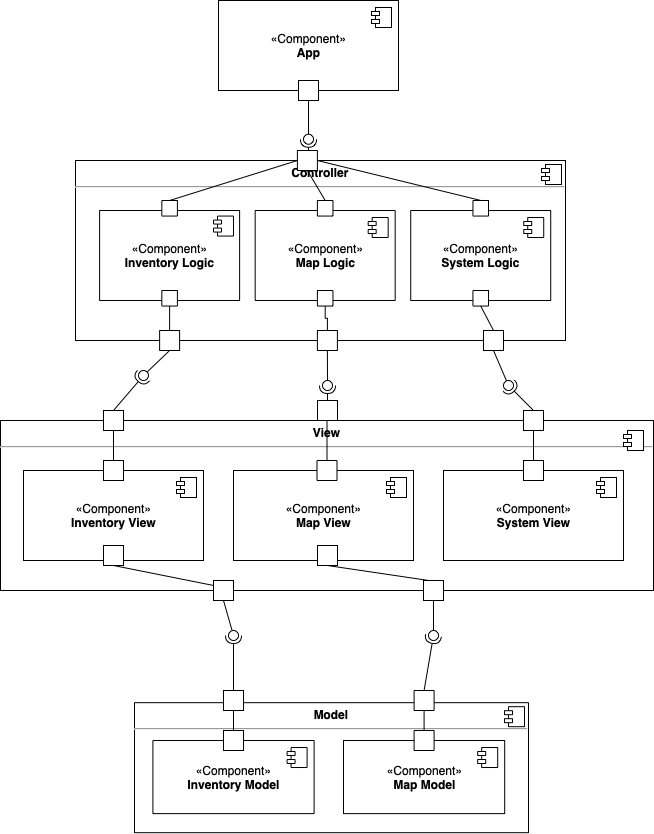 «Component»
App
Controller
«Component»
Inventory Logic
«Component»
Map Logic
«Component»
System Logic
View
«Component»
Inventory View
«Component»
Map View
«Component»
System View
Model
«Component»
Inventory Model
«Component»
Map Model